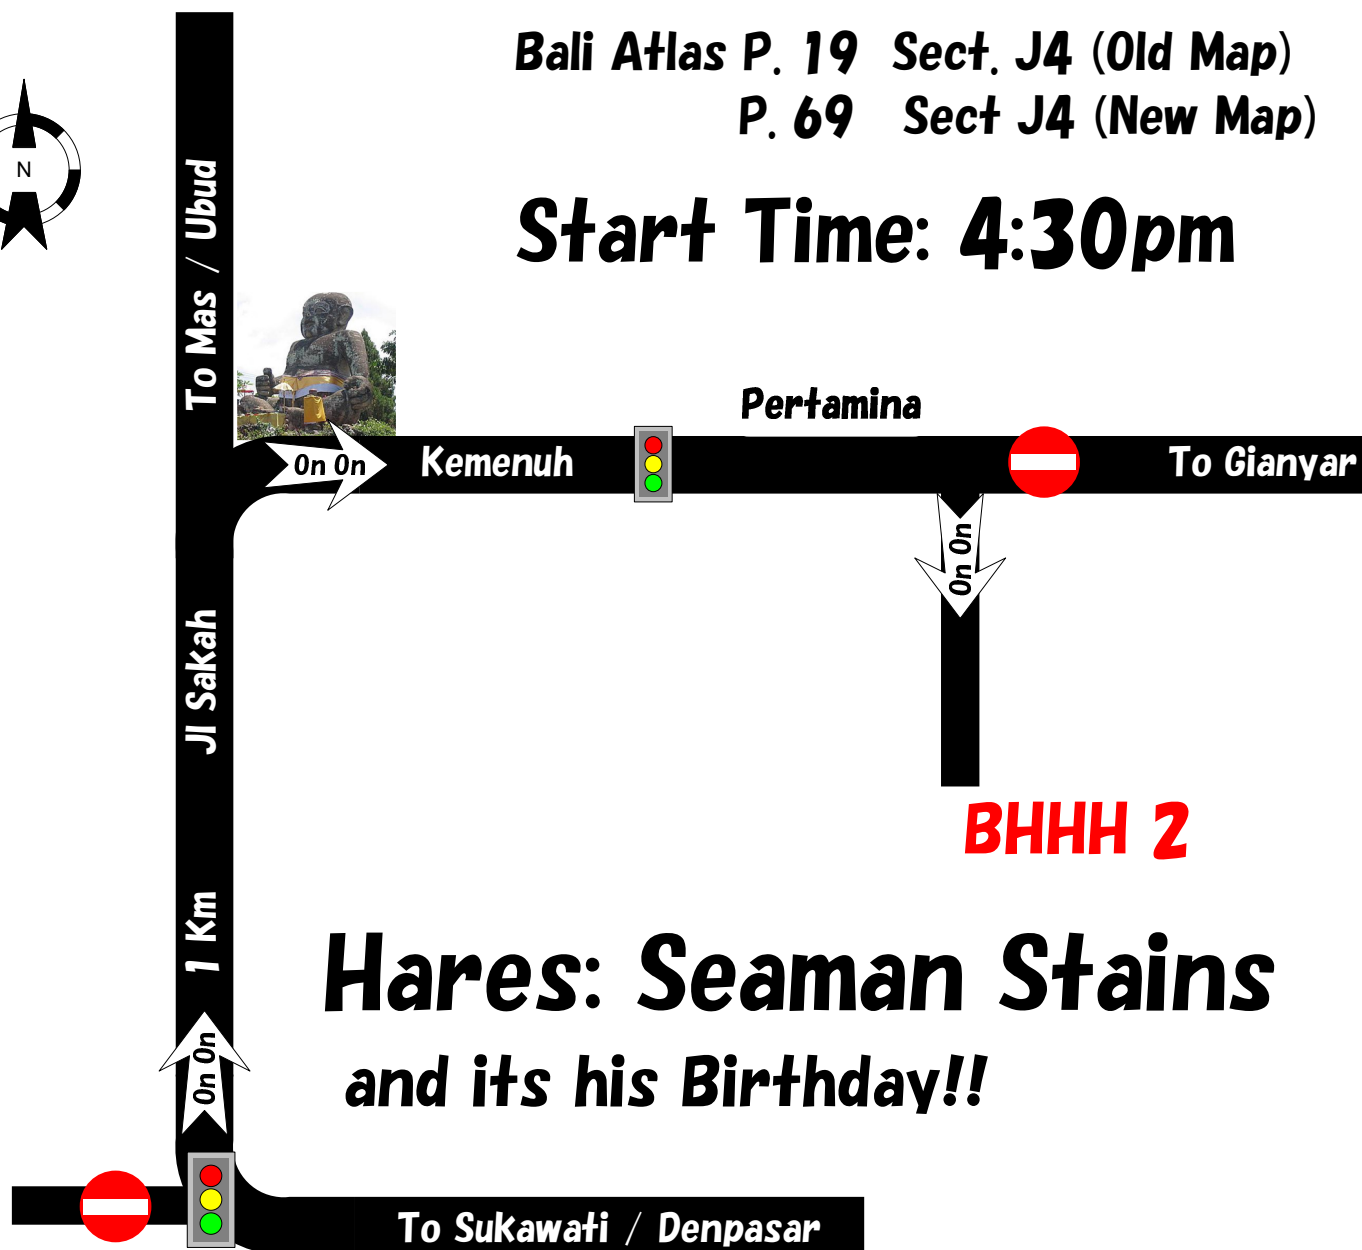 Bali Atlas P. 19 Sect. J4 (Old Map)
P. 69 Sect J4 (New Map)
N
Start Time: 4:30pm
To Mas / Ubud
Pertamina
On On
Kemenuh
To Gianyar
On On
Jl Sakah
BHHH 2
1 Km
Hares: Seaman Stains
and its his Birthday!!
On On
To Sukawati / Denpasar